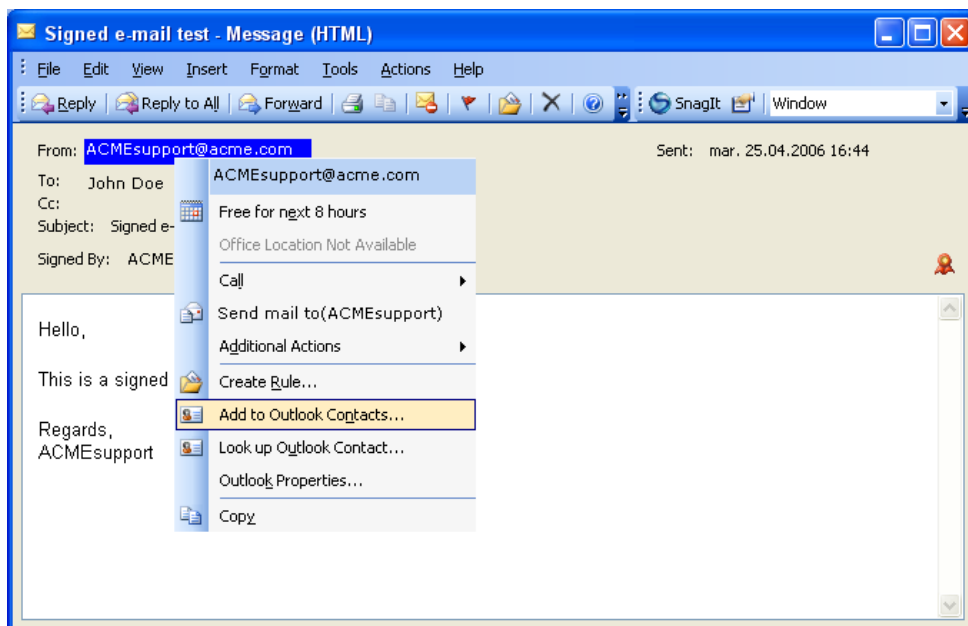 Signed e-mail test - Message (HTML)
File Edit View Insert Format Tools Actions Help
Reply Reply to All Forward SnagIt Window
From: ACMEsupport@acme.com Sent: mar. 25.04.2006 16:44
To: John Doe
Cc:
Subject: Signed e-
Signed By: ACME
ACMEsupport@acme.com
Free for next 8 hours
Office Location Not Available
Call
Send mail to(ACMEsupport)
Additional Actions
Create Rule...
Add to Outlook Contacts...
Look up Outlook Contact...
Outlook Properties...
Copy
Hello,
This is a signed
Regards,
ACMEsupport